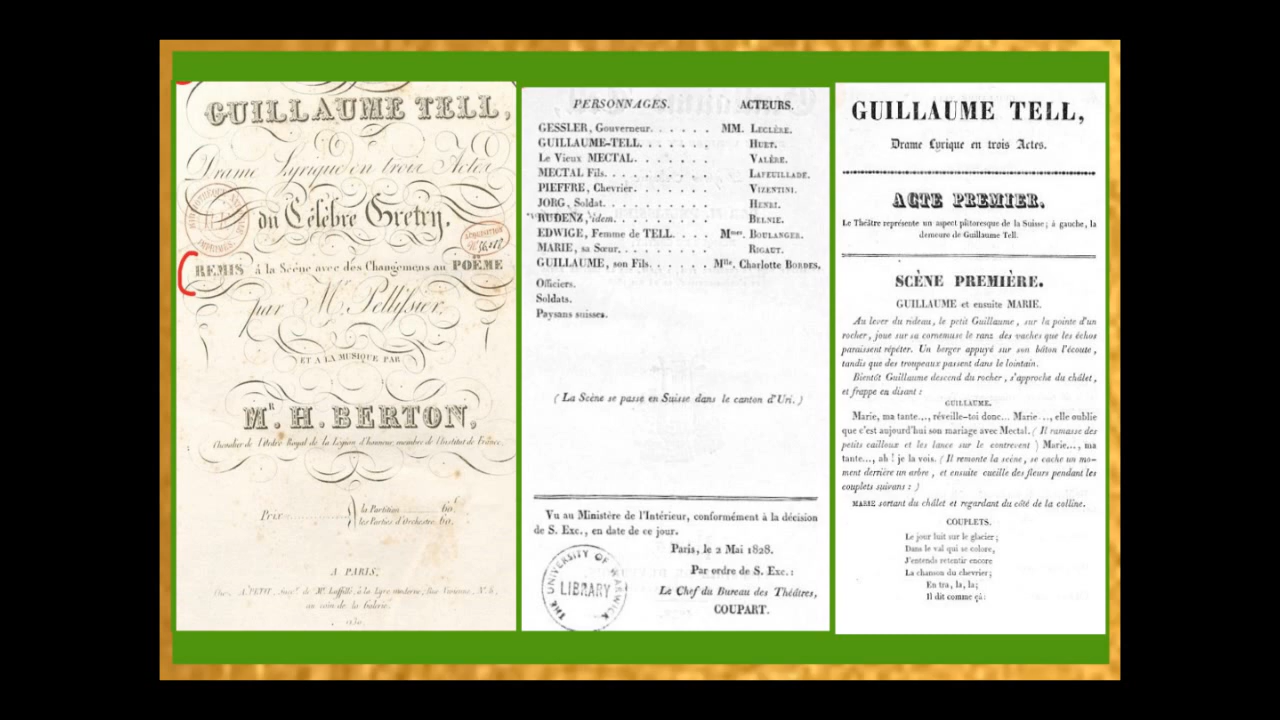 GUILLAUME TELL,
Drame Lyrique en trois Actes
du Célèbre Gretry,
REMIS à la Scène avec des Changemens au POËME
par Mr. Pellissier,
ET A LA MUSIQUE PAR
MR. H. BERTON,
Chevalier de l'Ordre Royal de la Légion d'honneur, membre de l'Institut de France.
Prix
la Partition 60.
les Parties d'Orchestre 60.
A PARIS,
au coin de la Galerie.
ACQUISITION
PERSONNAGES. ACTEURS.
GESSLER, Gouverneur. . . . . . MM. LECLÈRE.
GUILLAUME-TELL. . . . . . . HUET.
Le Vieux MECTAL. . . . . . . VALÈRE.
MECTAL Fils. . . . . . . . LAFEUILLADE.
PIEFFRE, Chevrier. . . . . . . VIZENTINI.
JORG, Soldat. . . . . . . . HENRI.
RUDENZ, idem. . . . . . . . BELNIE.
EDWIGE, Femme de TELL. . . . Mmes. BOULANGER.
MARIE, sa Sœur. . . . . . . . RIGAUT.
GUILLAUME, son Fils. . . . . Mlle. Charlotte BORDES.
Officiers.
Soldats.
Paysans suisses.
( La Scène se passe en Suisse dans le canton d'Uri. )
Vu au Ministère de l'Intérieur, conformément à la décision
de S. Exc., en date de ce jour.
Paris, le 2 Mai 1828.
Par ordre de S. Exc. :
Le Chef du Bureau des Théâtres,
COUPART.
THE UNIVERSITY OF WARWICK
LIBRARY
GUILLAUME TELL,
Drame Lyrique en trois Actes.
ACTE PREMIER.
Le Théâtre représente un aspect pittoresque de la Suisse ; à gauche, la
demeure de Guillaume Tell.
SCÈNE PREMIÈRE.
GUILLAUME et ensuite MARIE.
Au lever du rideau, le petit Guillaume, sur la pointe d'un
rocher, joue sur sa cornemuse le ranz des vaches que les échos
paraissent répéter. Un berger appuyé sur son bâton l'écoute,
tandis que des troupeaux passent dans le lointain.
Bientôt Guillaume descend du rocher, s'approche du châlet,
et frappe en disant :
GUILLAUME.
Marie, ma tante..., réveille-toi donc... Marie..., elle oublie
que c'est aujourd'hui son mariage avec Mectal. ( Il ramasse des
petits cailloux et les lance sur le contrevent ) Marie..., ma
tante..., ah ! je la vois. ( Il remonte la scène, se cache un mo-
ment derrière un arbre, et ensuite cueille des fleurs pendant les
couplets suivans : )
MARIE sortant du châlet et regardant du côté de la colline.
COUPLETS.
Le jour luit sur le glacier ;
Dans le val qui se colore,
J'entends retentir encore
La chanson du chevrier ;
En tra, la, la ;
Il dit comme çà :